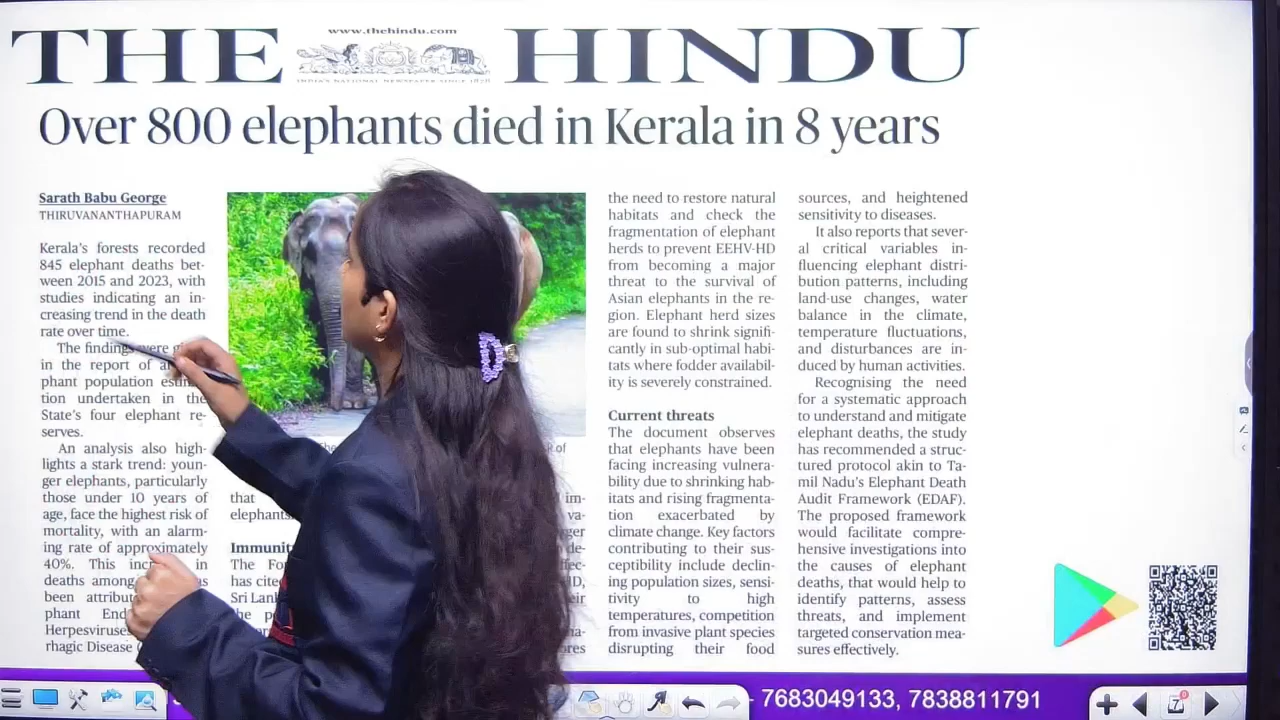 www.thehindu.com
THE HINDU
INDIA'S NATIONAL NEWSPAPER SINCE 1878
Over 800 elephants died in Kerala in 8 years
Sarath Babu George
THIRUVANANTHAPURAM
Kerala's forests recorded
845 elephant deaths bet-
ween 2015 and 2023, with
studies indicating an in-
creasing trend in the death
rate over time.
The findings were
in the report of an
phant population
tion undertaken in the
State's four elephant re-
serves.
An analysis also high-
lights a stark trend: youn-
ger elephants, particularly
those under 10 years of
age, face the highest risk of
mortality, with an alarm-
ing rate of approximately
40%. This in
deaths among
been
phant
rhagic Disease
that
elephants
Immunity
The
has
Sri
the need to restore natural
habitats and check the
fragmentation of elephant
herds to prevent EEHV-HD
from becoming a major
threat to the survival of
Asian elephants in the re-
gion. Elephant herd sizes
are found to shrink signifi-
cantly in sub-optimal habi-
tats where fodder availabil-
ity is severely constrained.
Current threats
The document observes
that elephants have been
facing increasing vulnera-
bility due to shrinking hab-
itats and rising fragmenta-
tion exacerbated by
climate change. Key factors
contributing to their sus-
ceptibility include declin-
ing population sizes, sensi-
tivity to high
temperatures, competition
from invasive plant species
disrupting their food
sources, and heightened
sensitivity to diseases.
It also reports that sever-
al critical variables in-
fluencing elephant distri-
bution patterns, including
land-use changes, water
balance in the climate,
temperature fluctuations,
and disturbances are in-
duced by human activities.
Recognising the need
for a systematic approach
to understand and mitigate
elephant deaths, the study
has recommended a struc-
tured protocol akin to Ta-
mil Nadu's Elephant Death
Audit Framework (EDAF).
The proposed framework
would facilitate compre-
hensive investigations into
the causes of elephant
deaths, that would help to
identify patterns, assess
threats, and implement
targeted conservation mea-
sures effectively.
- 7683049133, 7838811791
7